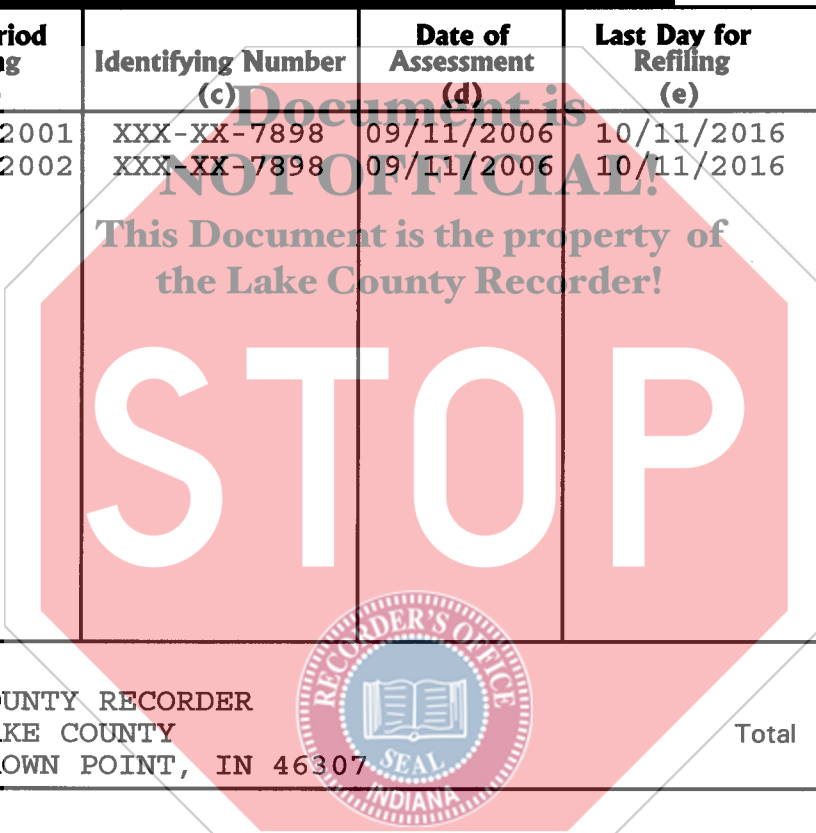 riod Date of Last Day for
ng Identifying Number Assessment Refiling
(c) (d) (e)
2001 XXX-XX-7898 09/11/2006 10/11/2016
2002 XXX-XX-7898 09/11/2006 10/11/2016
Document is
NOT OFFICIAL!
This Document is the property of
the Lake County Recorder!
STOP
RECORDER'S OFFICE
SEAL
INDIANA
UNTY RECORDER
KE COUNTY Total
OWN POINT, IN 46307